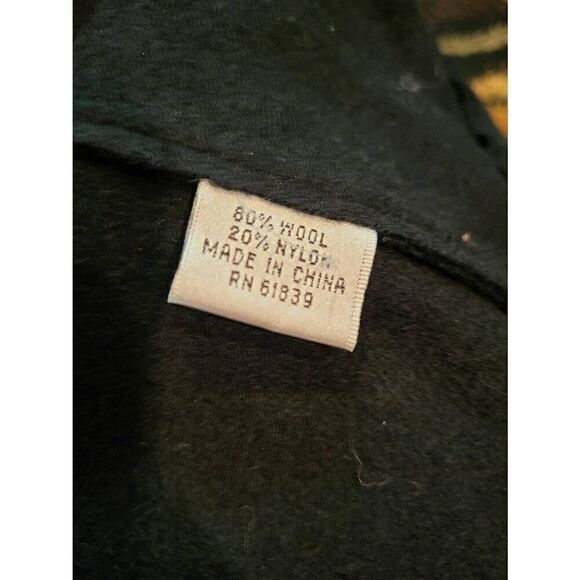 80% WOOL
20% NYLON
MADE IN CHINA
RN 61839